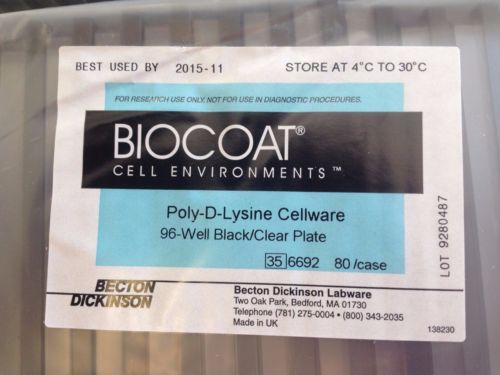 BEST USED BY 2015-11 STORE AT 4°C TO 30°C
FOR RESEARCH USE ONLY. NOT FOR USE IN DIAGNOSTIC PROCEDURES.
BIOCOAT®
CELL ENVIRONMENTS™
Poly-D-Lysine Cellware
96-Well Black/Clear Plate
35 6692 80/case
LOT 9280487
BECTON
DICKINSON
Becton Dickinson Labware
Two Oak Park, Bedford, MA 01730
Telephone (781) 275-0004 • (800) 343-2035
Made in UK
138230